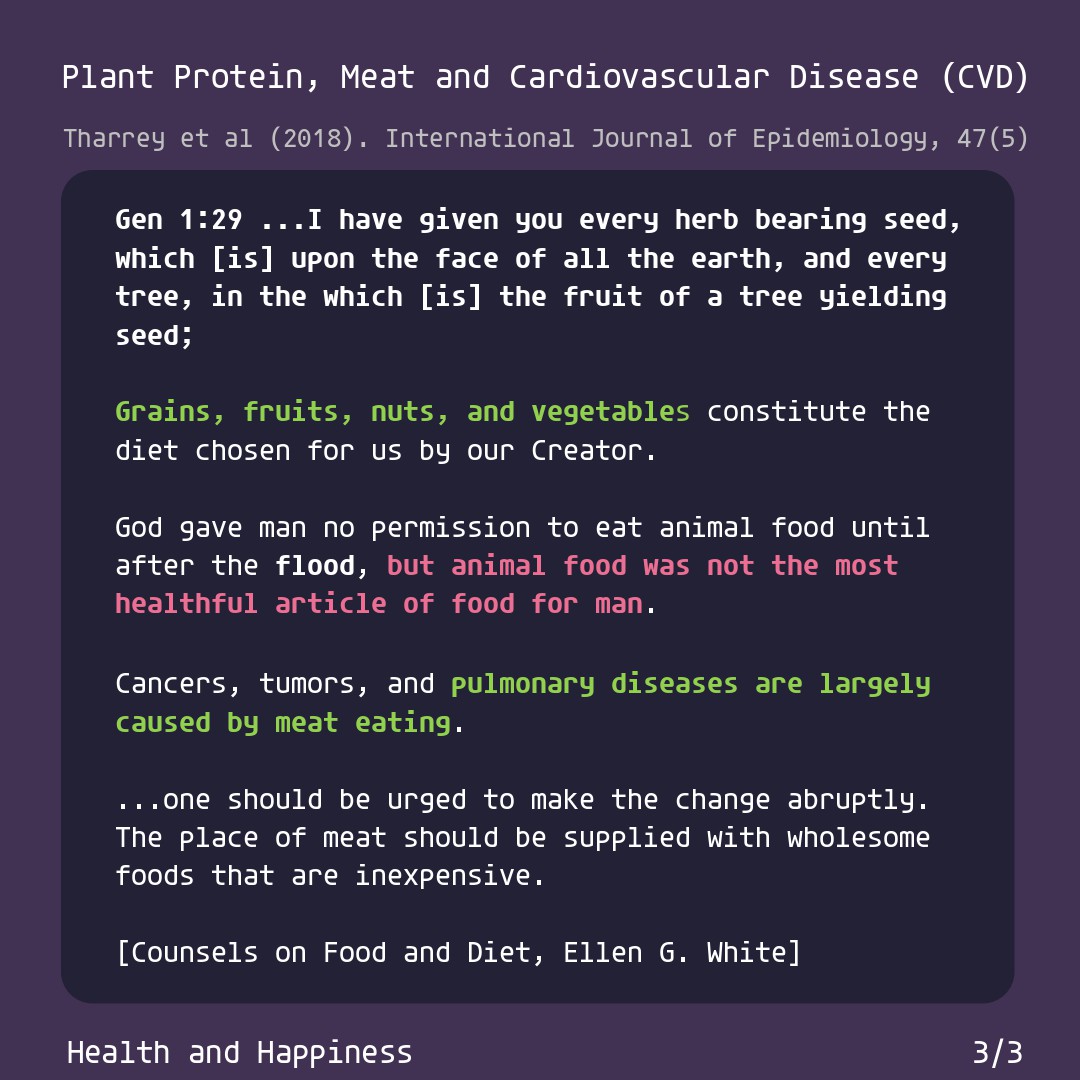 Plant Protein, Meat and Cardiovascular Disease (CVD)
Tharrey et al (2018). International Journal of Epidemiology, 47(5)
Gen 1:29 ...I have given you every herb bearing seed,
which [is] upon the face of all the earth, and every
tree, in the which [is] the fruit of a tree yielding
seed;
Grains, fruits, nuts, and vegetables constitute the
diet chosen for us by our Creator.
God gave man no permission to eat animal food until
after the flood, but animal food was not the most
healthful article of food for man.
Cancers, tumors, and pulmonary diseases are largely
caused by meat eating.
...one should be urged to make the change abruptly.
The place of meat should be supplied with wholesome
foods that are inexpensive.
[Counsels on Food and Diet, Ellen G. White]
Health and Happiness
3/3